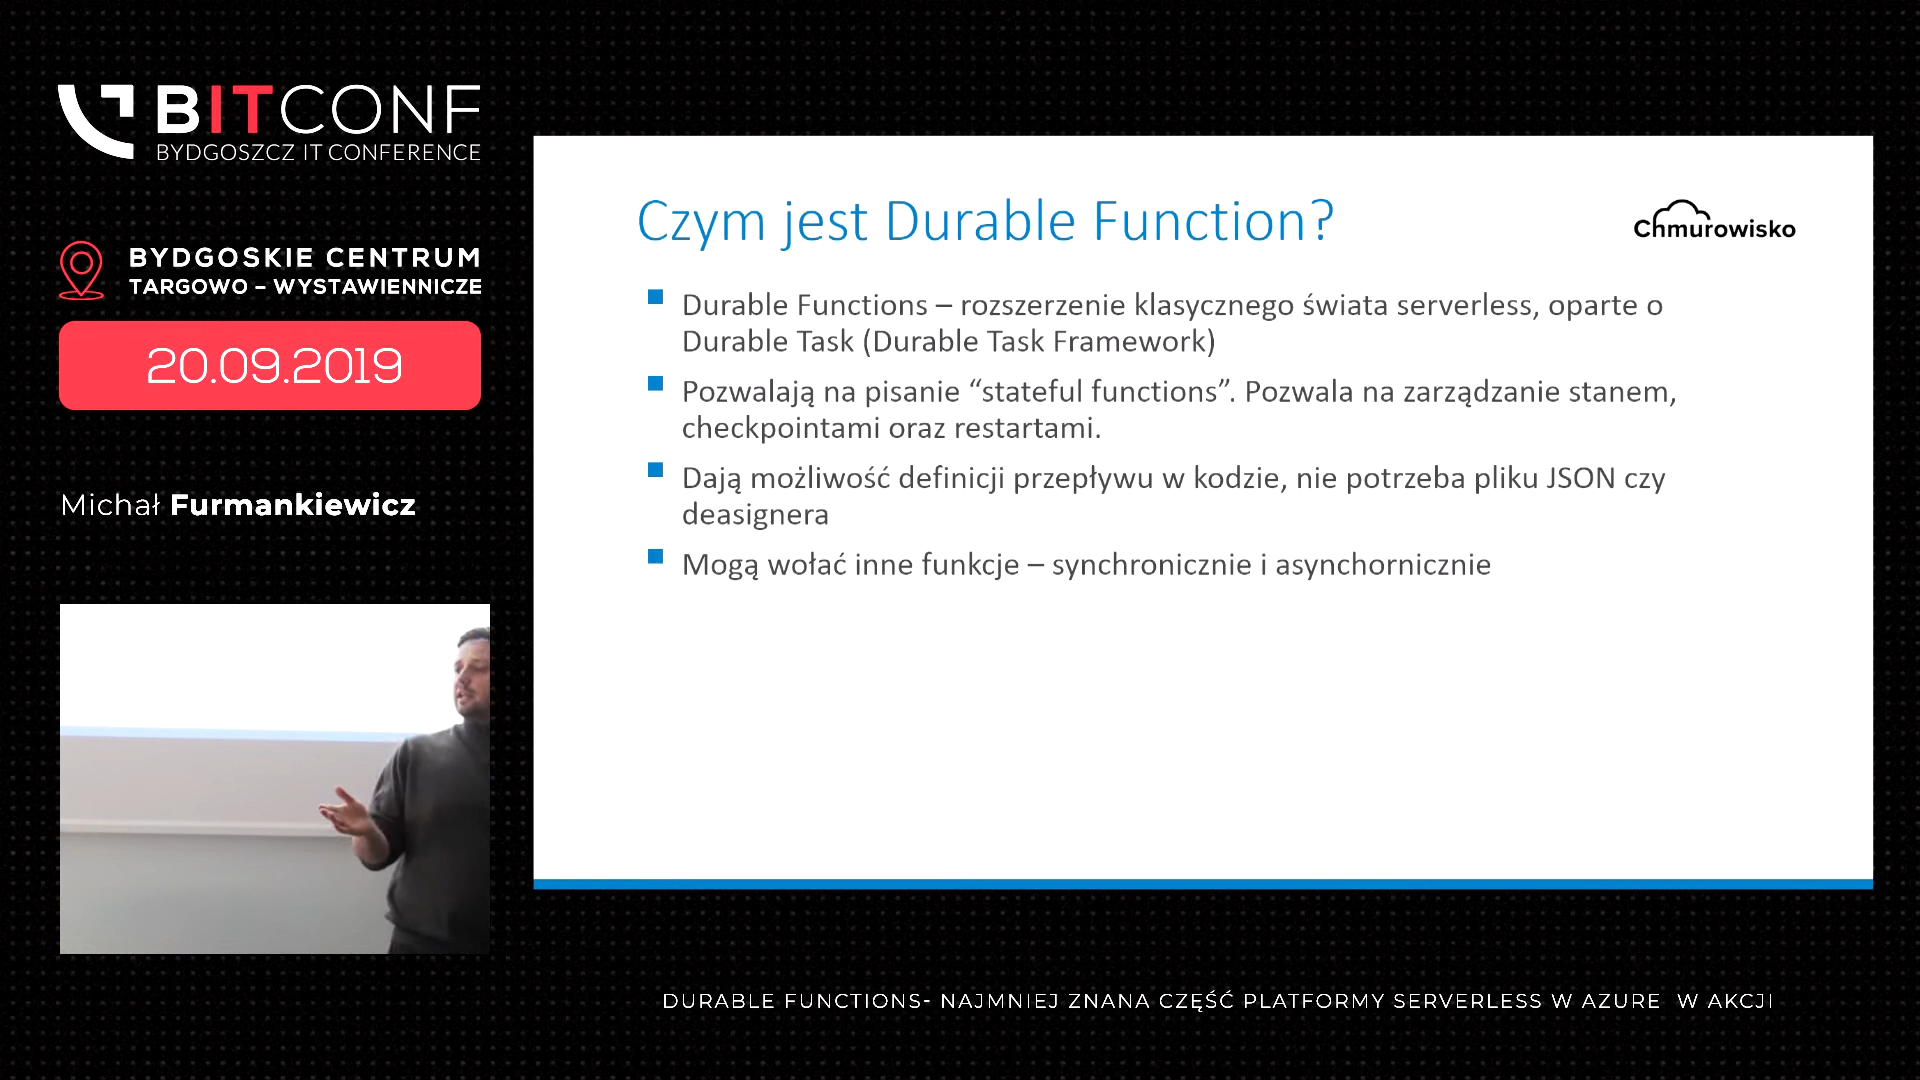 BITCONF
BYDGOSZCZ IT CONFERENCE
BYDGOSKIE CENTRUM
TARGOWO – WYSTAWIENNICZE
20.09.2019
Michał Furmankiewicz
Czym jest Durable Function?
Chmurowisko
Durable Functions – rozszerzenie klasycznego świata serverless, oparte o
Durable Task (Durable Task Framework)
Pozwalają na pisanie “stateful functions”. Pozwala na zarządzanie stanem,
checkpointami oraz restartami.
Dają możliwość definicji przepływu w kodzie, nie potrzeba pliku JSON czy
deasignera
Mogą wołać inne funkcje – synchronicznie i asynchornicznie
DURABLE FUNCTIONS- NAJMNIEJ ZNANA CZĘŚĆ PLATFORMY SERVERLESS W AZURE W AKCJI